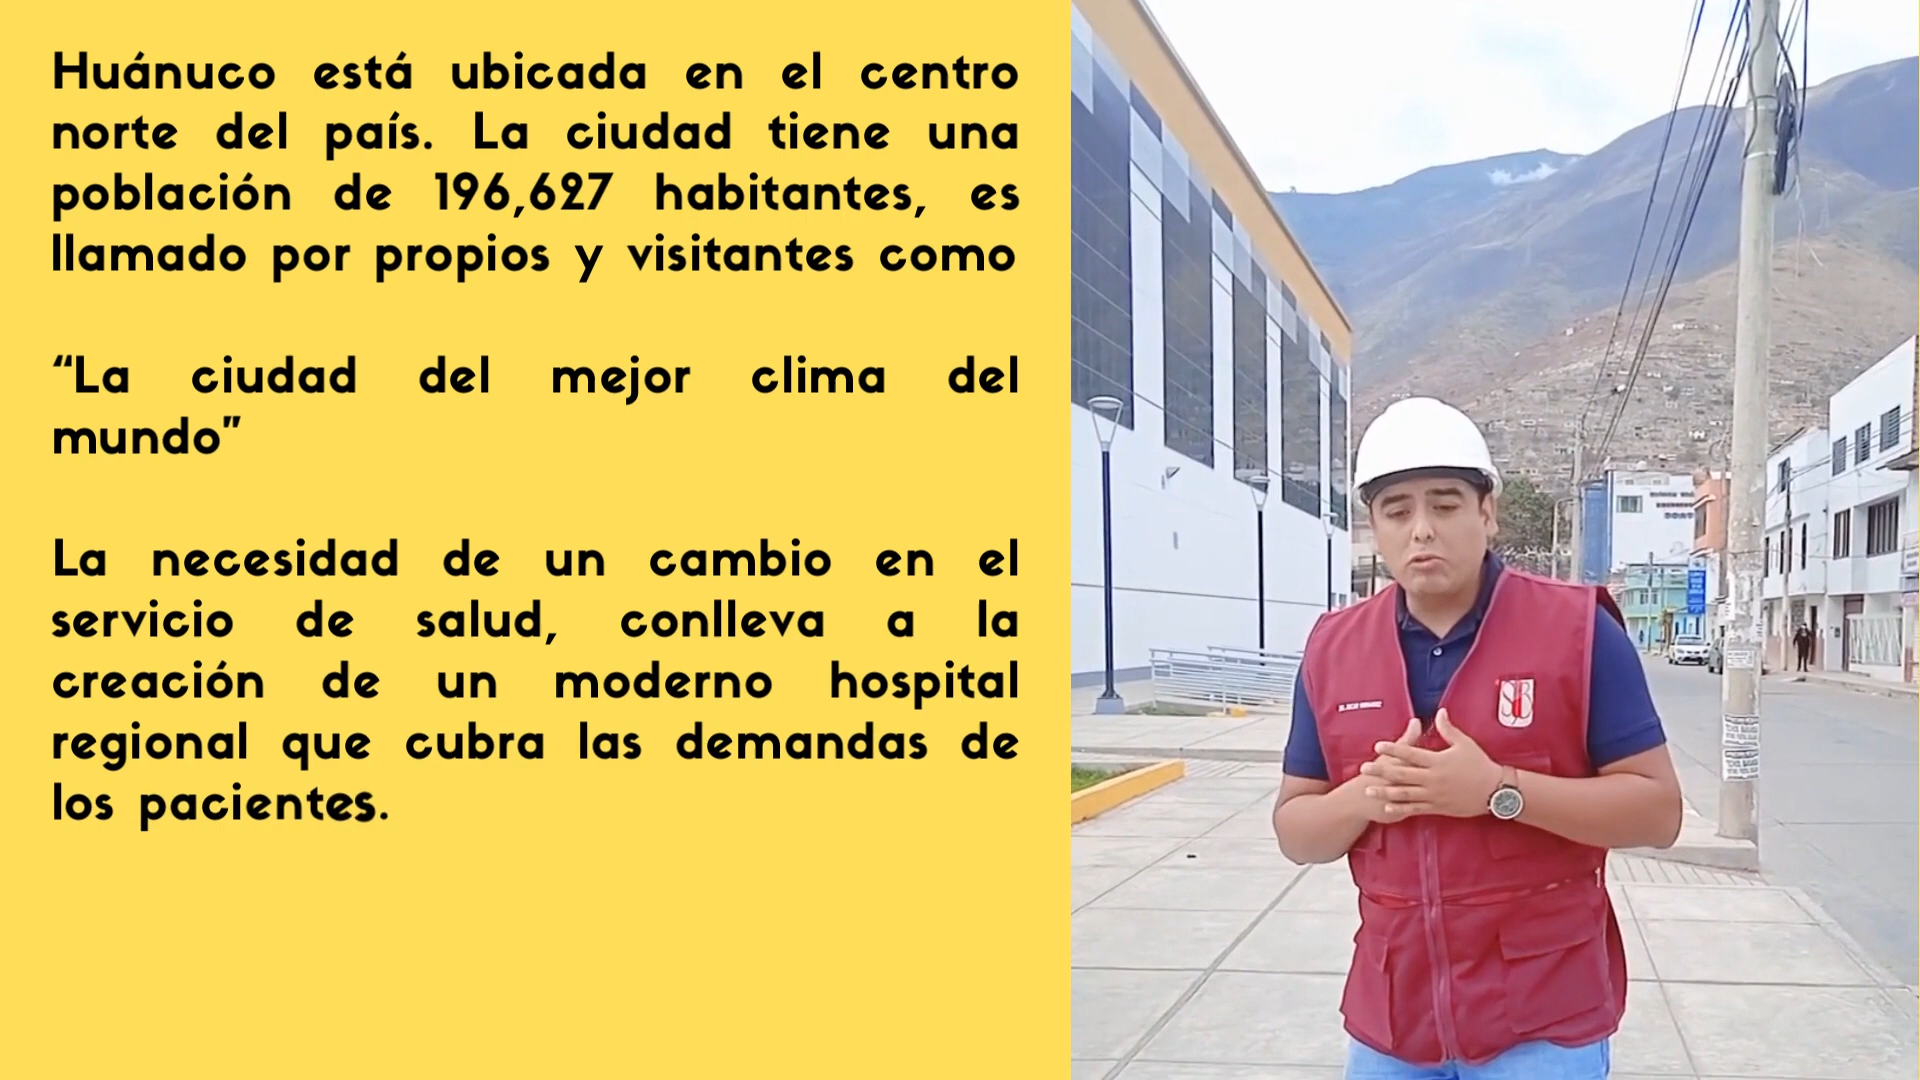 Huánuco está ubicada en el centro
norte del país. La ciudad tiene una
población de 196,627 habitantes, es
llamado por propios y visitantes como
“La ciudad del mejor clima del
mundo”
La necesidad de un cambio en el
servicio de salud, conlleva a la
creación de un moderno hospital
regional que cubra las demandas de
los pacientes.